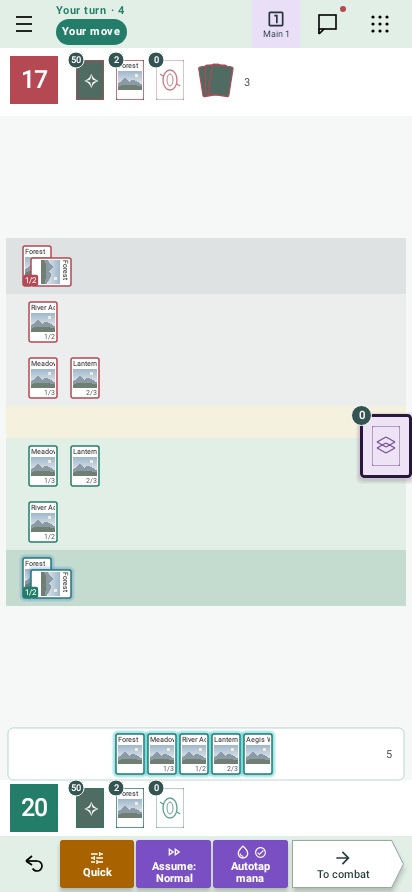 Your turn · 4
Your move
1
Main 1
17
50
2
Forest
0
3
Forest
Forest
1/2
River Ac
1/2
Meadov
1/3
Lantern
2/3
0
Meadov
1/3
Lantern
2/3
River Ac
1/2
Forest
Forest
1/2
Forest
Meadov
1/3
River Ac
1/2
Lantern
2/3
Aegis
5
20
50
2
Forest
0
Quick
Assume:
Normal
Autotap
mana
To combat